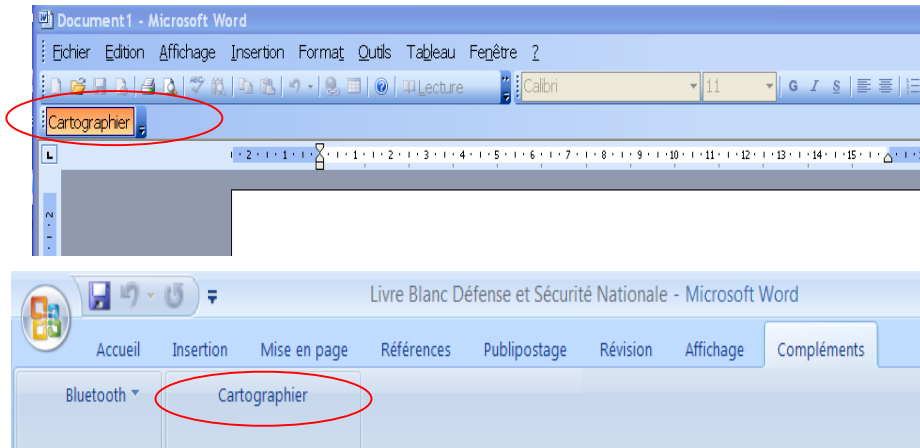 Document1 - Microsoft Word
Fichier Edition Affichage Insertion Format Outils Tableau Fenêtre ?
Lecture Calibri 11 G I S
Cartographier
L 2 1 1 2 3 4 5 6 7 8 9 10 11 12 13 14 15
2
1
Livre Blanc Défense et Sécurité Nationale - Microsoft Word
Accueil Insertion Mise en page Références Publipostage Révision Affichage Compléments
Bluetooth Cartographier